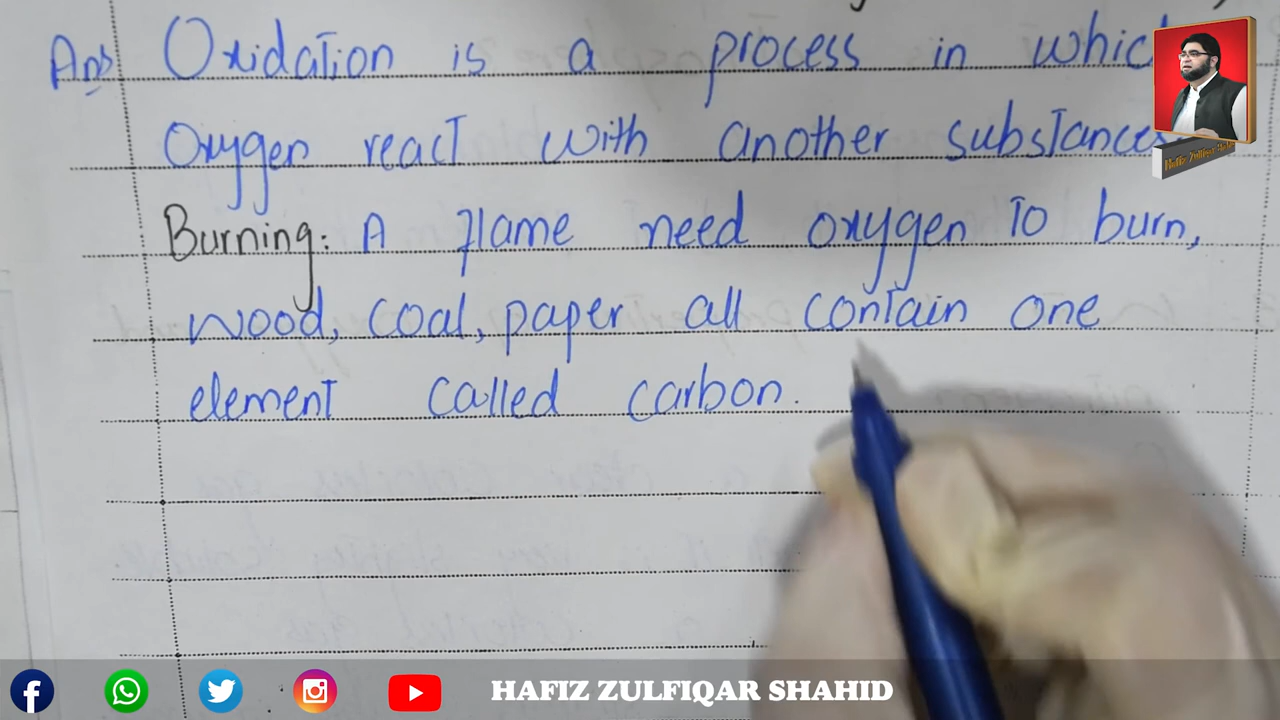 Ans Oxidation is a process in which
Oxygen react with another substance
Burning: A flame need oxygen to burn,
wood, coal, paper all contain one
element called carbon.
HAFIZ ZULFIQAR SHAHID